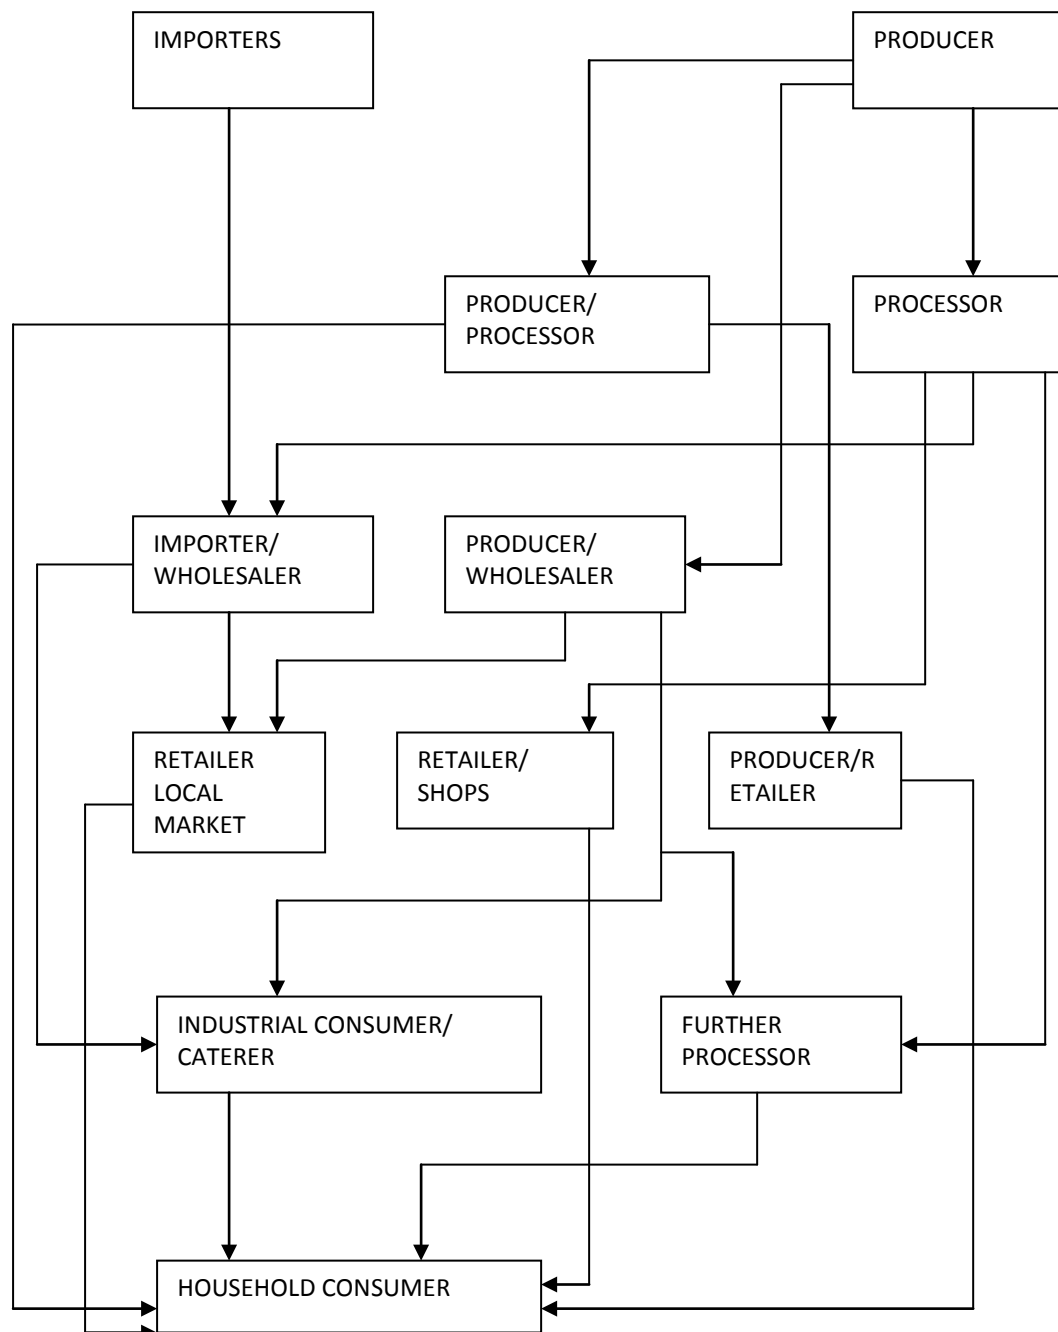 IMPORTERS
PRODUCER
PRODUCER/
PROCESSOR
PROCESSOR
IMPORTER/
WHOLESALER
PRODUCER/
WHOLESALER
RETAILER
LOCAL
MARKET
RETAILER/
SHOPS
PRODUCER/R
ETAILER
INDUSTRIAL CONSUMER/
CATERER
FURTHER
PROCESSOR
HOUSEHOLD CONSUMER